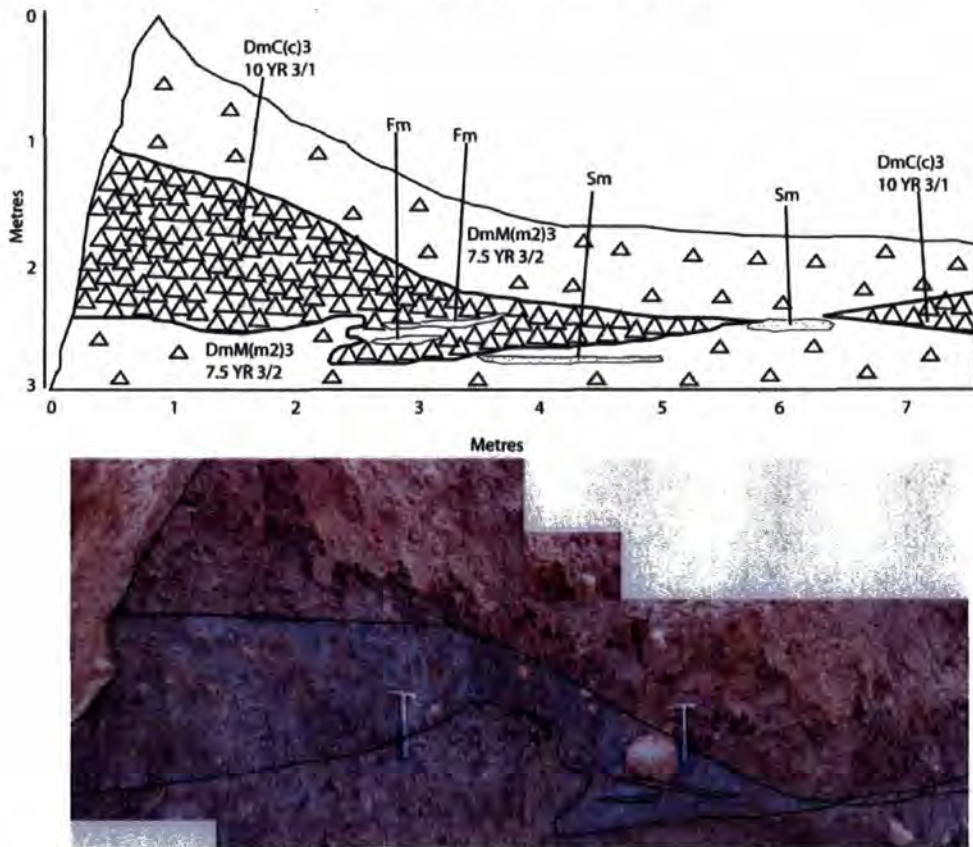 0
DmC(c)3
10 YR 3/1
Fm
Fm
1
Sm
DmC(c)3
10 YR 3/1
Sm
Metres
DmM(m2)3
7.5 YR 3/2
2
DmM(m2)3
7.5 YR 3/2
3
0 1 2 3 4 5 6 7
Metres